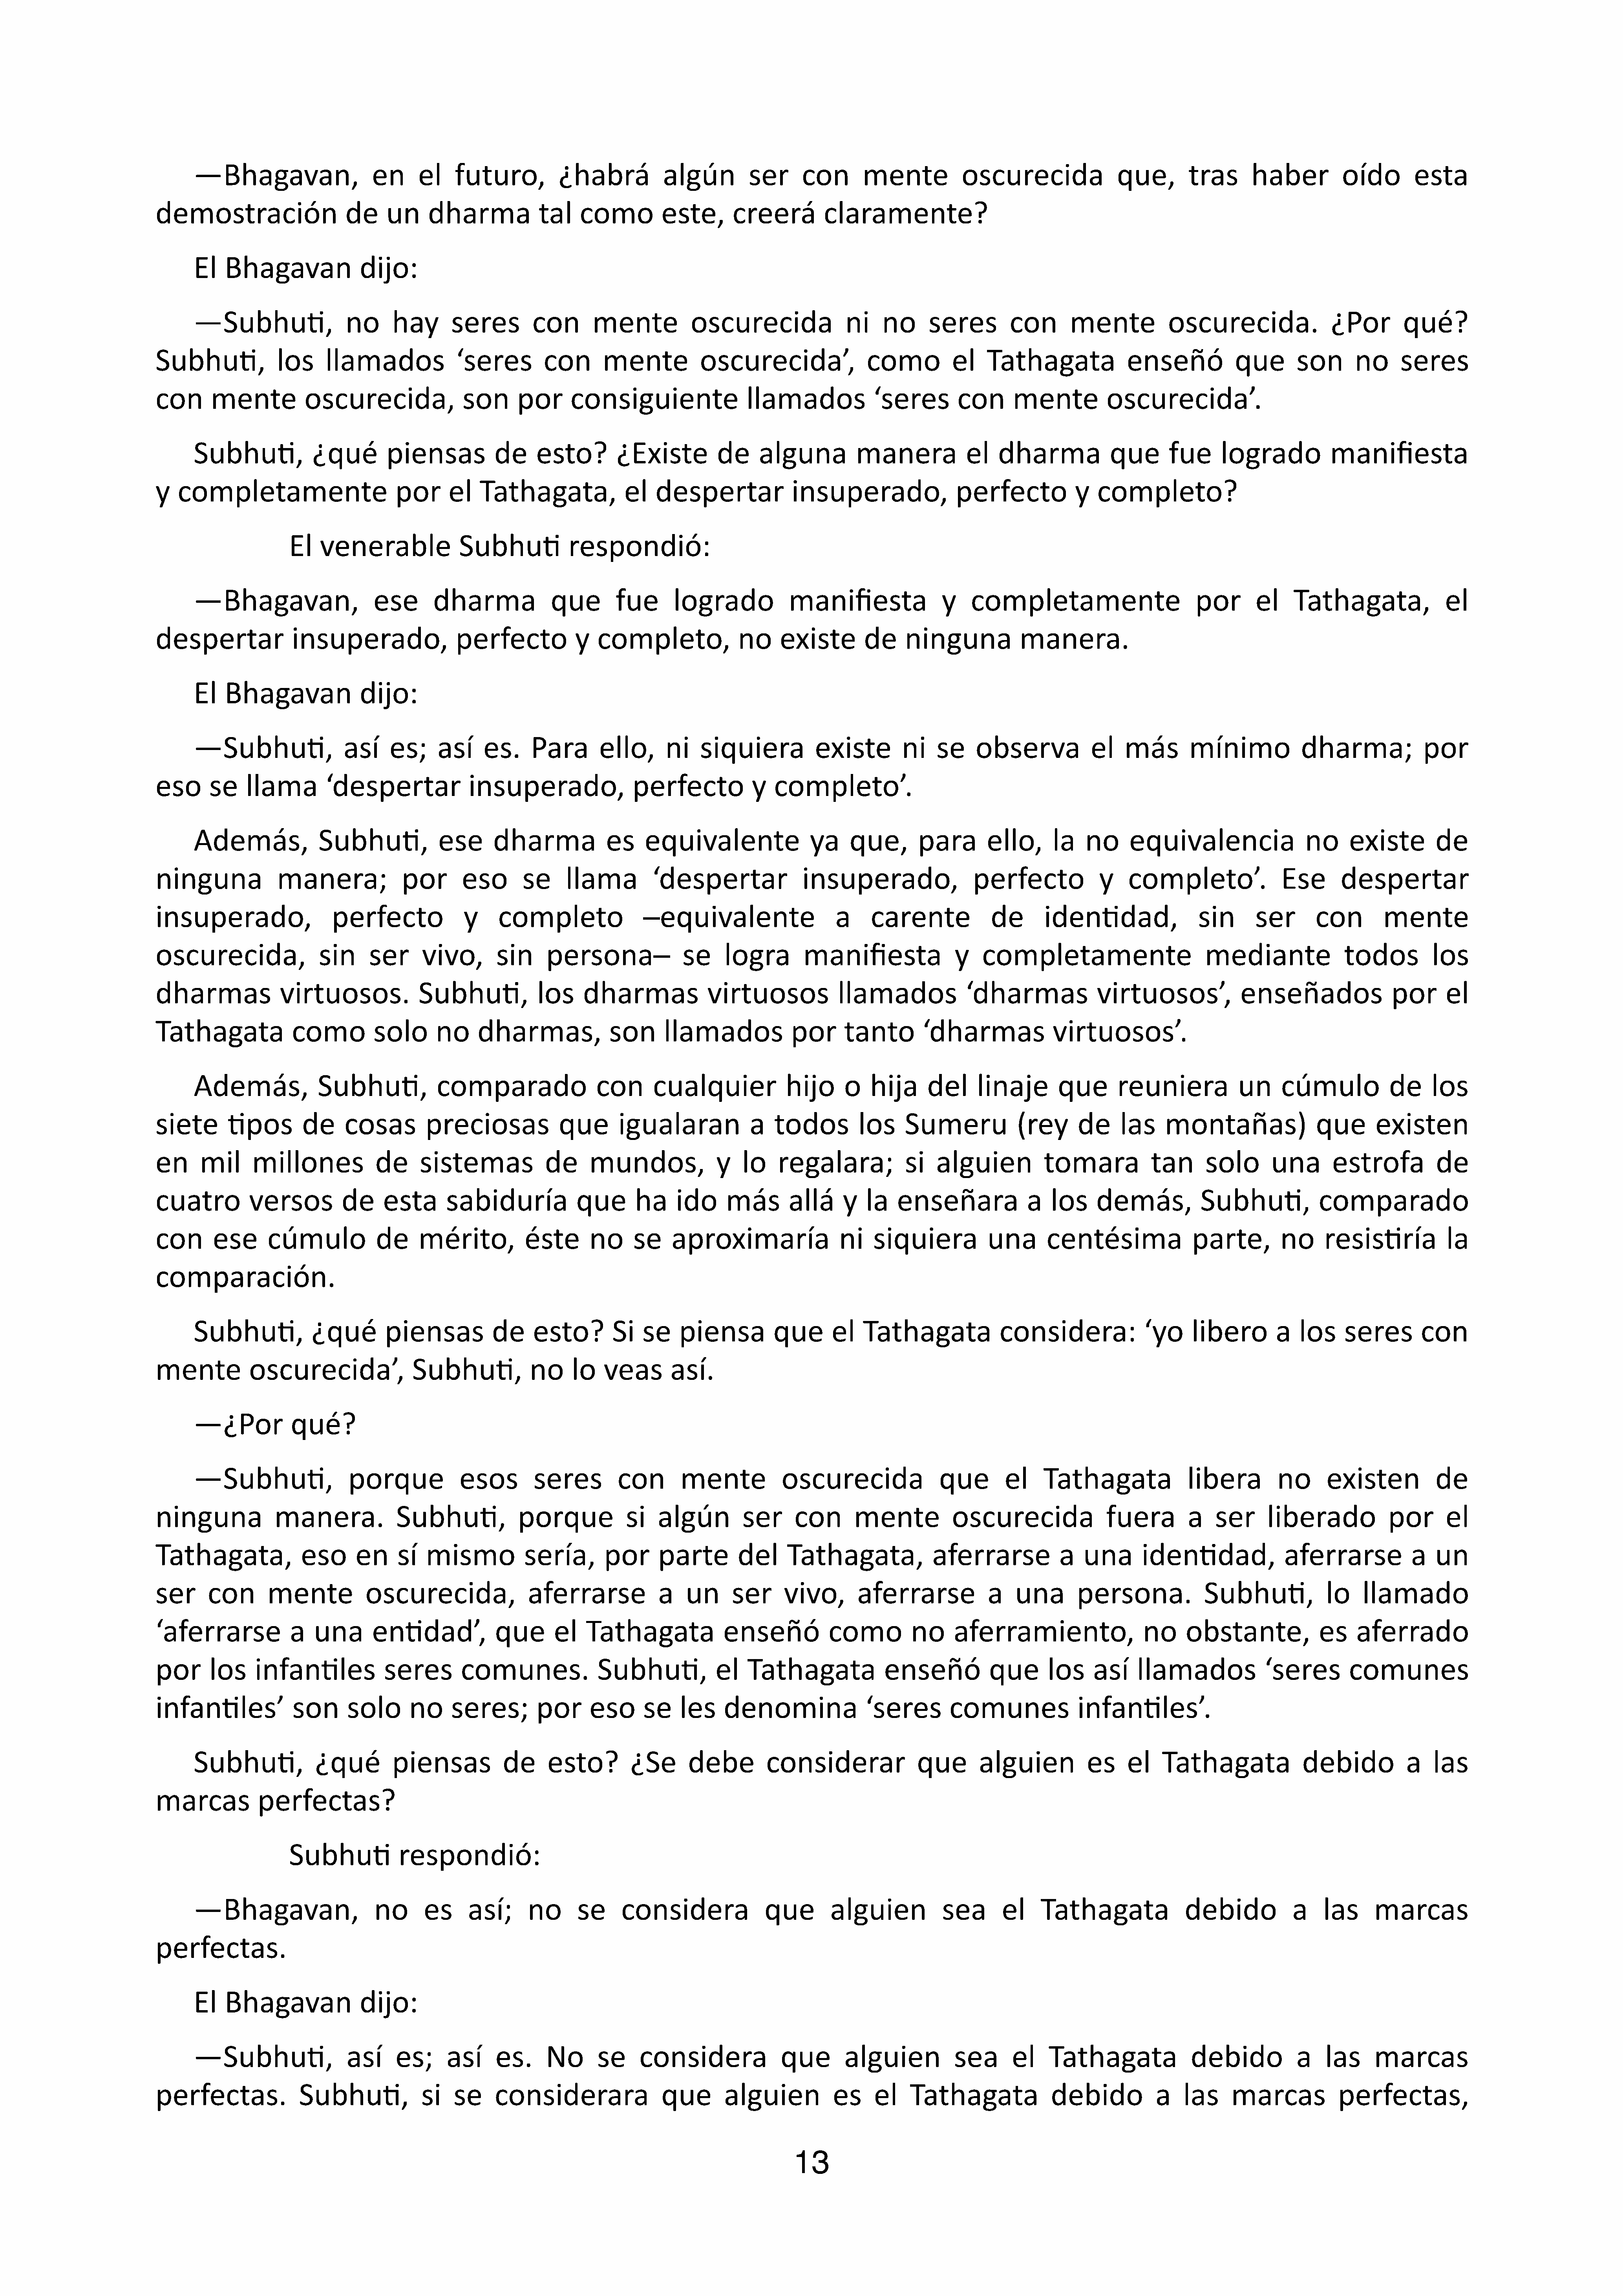 —Bhagavan, en el futuro, ¿habrá algún ser con mente oscurecida que, tras haber oído esta
demostración de un dharma tal como este, creerá claramente?
El Bhagavan dijo:
—Subhuti, no hay seres con mente oscurecida ni no seres con mente oscurecida. ¿Por qué?
Subhuti, los llamados ‘seres con mente oscurecida’, como el Tathagata enseñó que son no seres
con mente oscurecida, son por consiguiente llamados ‘seres con mente oscurecida’.
Subhuti, ¿qué piensas de esto? ¿Existe de alguna manera el dharma que fue logrado manifiesta
y completamente por el Tathagata, el despertar insuperado, perfecto y completo?
El venerable Subhuti respondió:
—Bhagavan, ese dharma que fue logrado manifiesta y completamente por el Tathagata, el
despertar insuperado, perfecto y completo, no existe de ninguna manera.
El Bhagavan dijo:
—Subhuti, así es; así es. Para ello, ni siquiera existe ni se observa el más mínimo dharma; por
eso se llama ‘despertar insuperado, perfecto y completo’.
Además, Subhuti, ese dharma es equivalente ya que, para ello, la no equivalencia no existe de
ninguna manera; por eso se llama ‘despertar insuperado, perfecto y completo’. Ese despertar
insuperado, perfecto y completo –equivalente a carente de identidad, sin ser con mente
oscurecida, sin ser vivo, sin persona– se logra manifiesta y completamente mediante todos los
dharmas virtuosos. Subhuti, los dharmas virtuosos llamados ‘dharmas virtuosos’, enseñados por el
Tathagata como solo no dharmas, son llamados por tanto ‘dharmas virtuosos’.
Además, Subhuti, comparado con cualquier hijo o hija del linaje que reuniera un cúmulo de los
siete tipos de cosas preciosas que igualaran a todos los Sumeru (rey de las montañas) que existen
en mil millones de sistemas de mundos, y lo regalara; si alguien tomara tan solo una estrofa de
cuatro versos de esta sabiduría que ha ido más allá y la enseñara a los demás, Subhuti, comparado
con ese cúmulo de mérito, éste no se aproximaría ni siquiera una centésima parte, no resistiría la
comparación.
Subhuti, ¿qué piensas de esto? Si se piensa que el Tathagata considera: ‘yo libero a los seres con
mente oscurecida’, Subhuti, no lo veas así.
—¿Por qué?
—Subhuti, porque esos seres con mente oscurecida que el Tathagata libera no existen de
ninguna manera. Subhuti, porque si algún ser con mente oscurecida fuera a ser liberado por el
Tathagata, eso en sí mismo sería, por parte del Tathagata, aferrarse a una identidad, aferrarse a un
ser con mente oscurecida, aferrarse a un ser vivo, aferrarse a una persona. Subhuti, lo llamado
‘aferrarse a una entidad’, que el Tathagata enseñó como no aferramiento, no obstante, es aferrado
por los infantiles seres comunes. Subhuti, el Tathagata enseñó que los así llamados ‘seres comunes
infantiles’ son solo no seres; por eso se les denomina ‘seres comunes infantiles’.
Subhuti, ¿qué piensas de esto? ¿Se debe considerar que alguien es el Tathagata debido a las
marcas perfectas?
Subhuti respondió:
—Bhagavan, no es así; no se considera que alguien sea el Tathagata debido a las marcas
perfectas.
El Bhagavan dijo:
—Subhuti, así es; así es. No se considera que alguien sea el Tathagata debido a las marcas
perfectas. Subhuti, si se considerara que alguien es el Tathagata debido a las marcas perfectas,
13